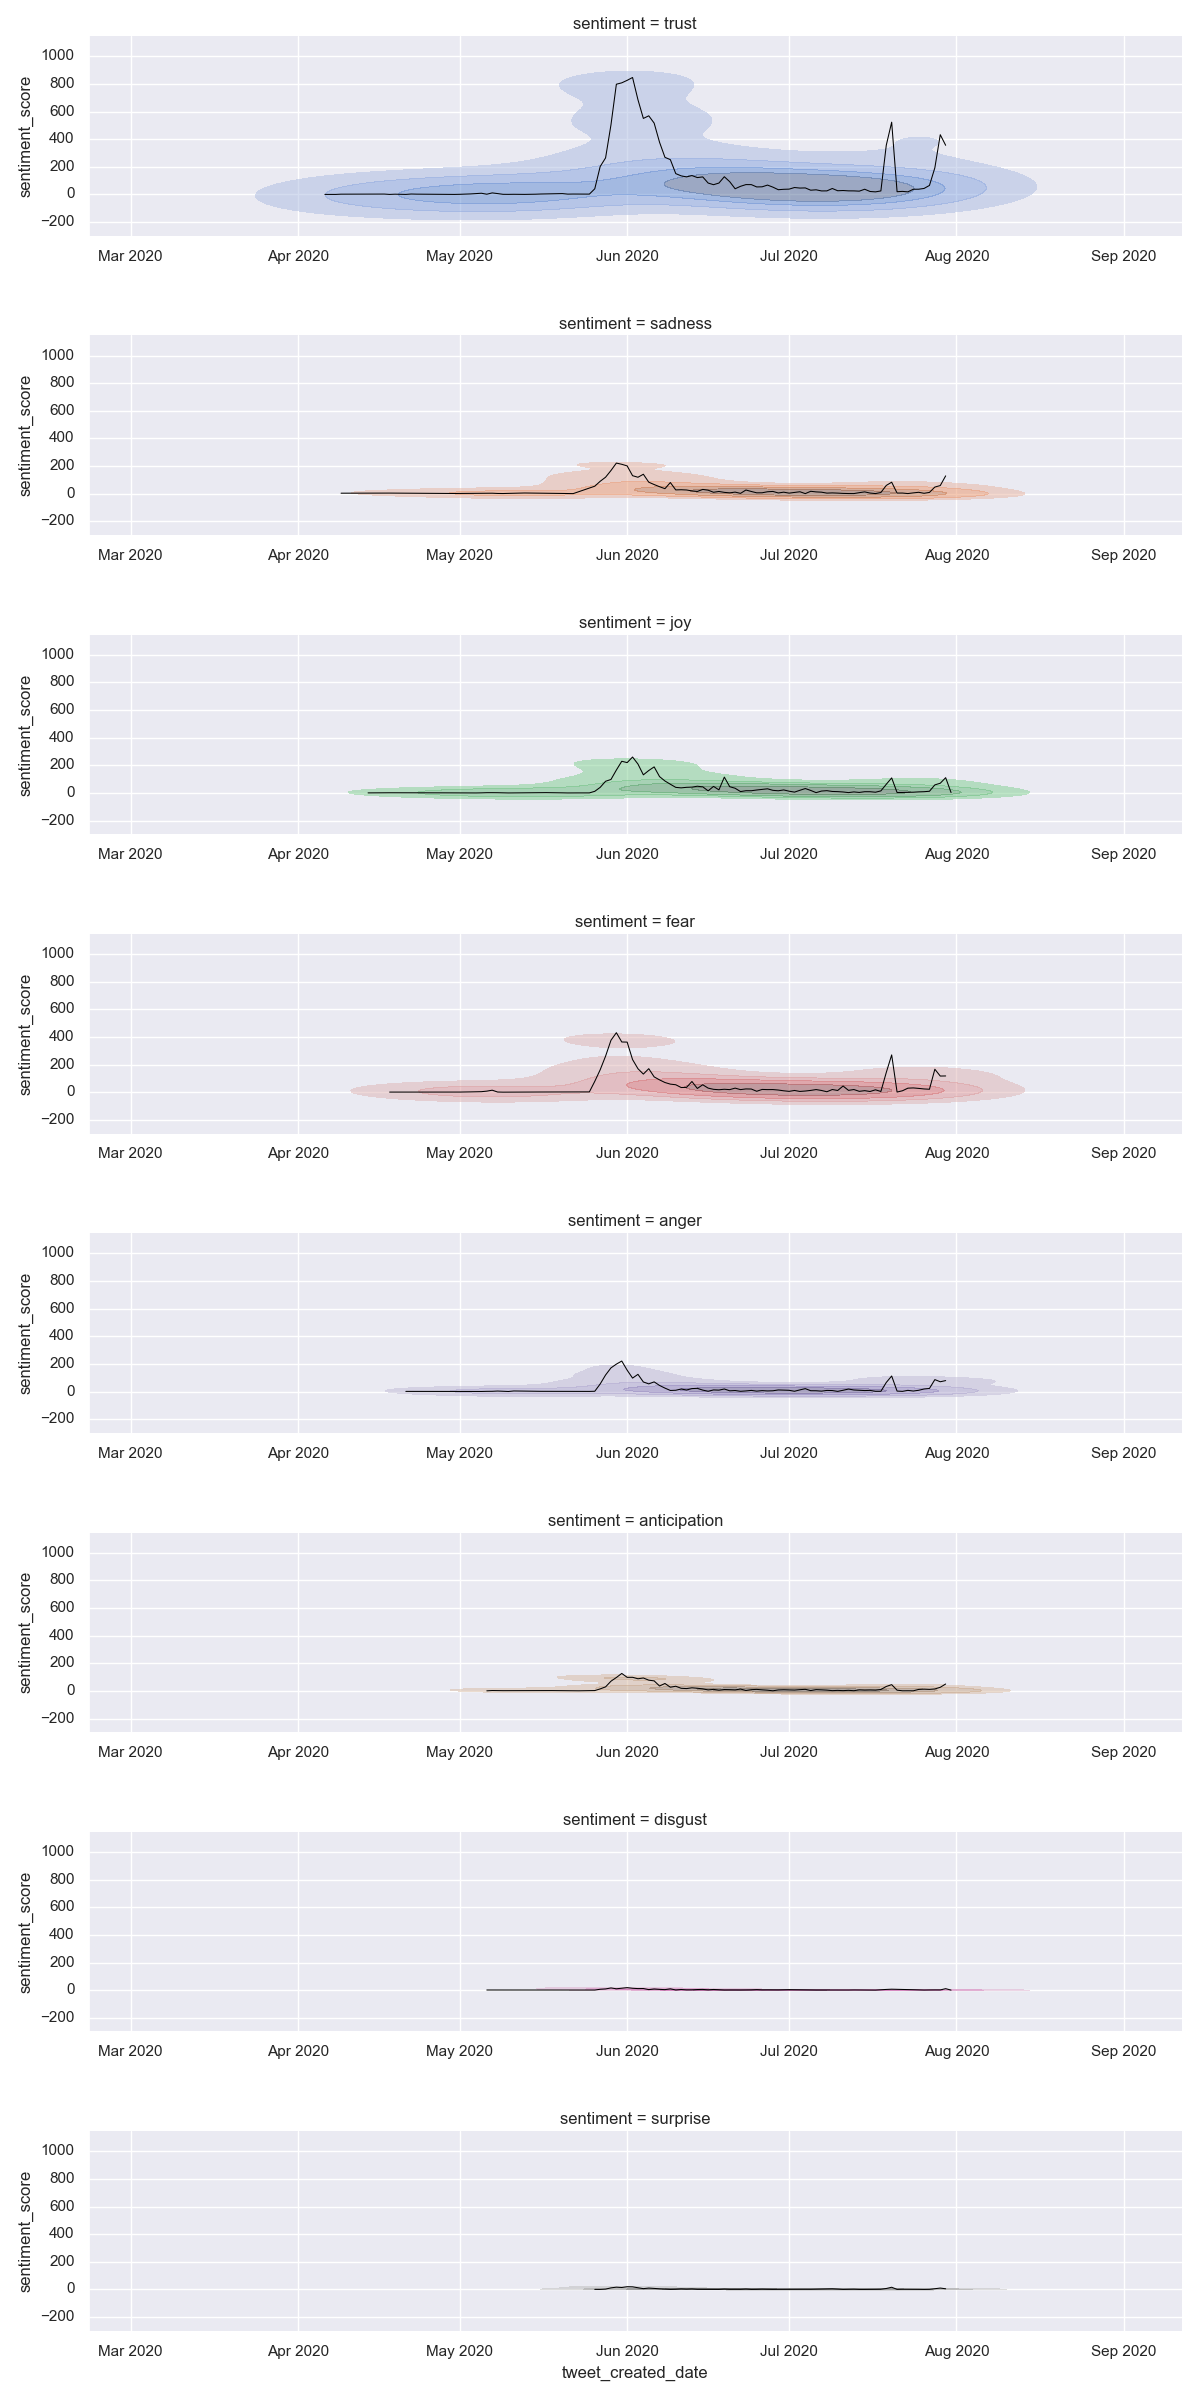 sentiment = trust
sentiment_score
1000
800
600
400
200
0
−200
Mar 2020 Apr 2020 May 2020 Jun 2020 Jul 2020 Aug 2020 Sep 2020
sentiment = sadness
sentiment_score
1000
800
600
400
200
0
−200
Mar 2020 Apr 2020 May 2020 Jun 2020 Jul 2020 Aug 2020 Sep 2020
sentiment = joy
sentiment_score
1000
800
600
400
200
0
−200
Mar 2020 Apr 2020 May 2020 Jun 2020 Jul 2020 Aug 2020 Sep 2020
sentiment = fear
sentiment_score
1000
800
600
400
200
0
−200
Mar 2020 Apr 2020 May 2020 Jun 2020 Jul 2020 Aug 2020 Sep 2020
sentiment = anger
sentiment_score
1000
800
600
400
200
0
−200
Mar 2020 Apr 2020 May 2020 Jun 2020 Jul 2020 Aug 2020 Sep 2020
sentiment = anticipation
sentiment_score
1000
800
600
400
200
0
−200
Mar 2020 Apr 2020 May 2020 Jun 2020 Jul 2020 Aug 2020 Sep 2020
sentiment = disgust
sentiment_score
1000
800
600
400
200
0
−200
Mar 2020 Apr 2020 May 2020 Jun 2020 Jul 2020 Aug 2020 Sep 2020
sentiment = surprise
sentiment_score
1000
800
600
400
200
0
−200
Mar 2020 Apr 2020 May 2020 Jun 2020 Jul 2020 Aug 2020 Sep 2020
tweet_created_date